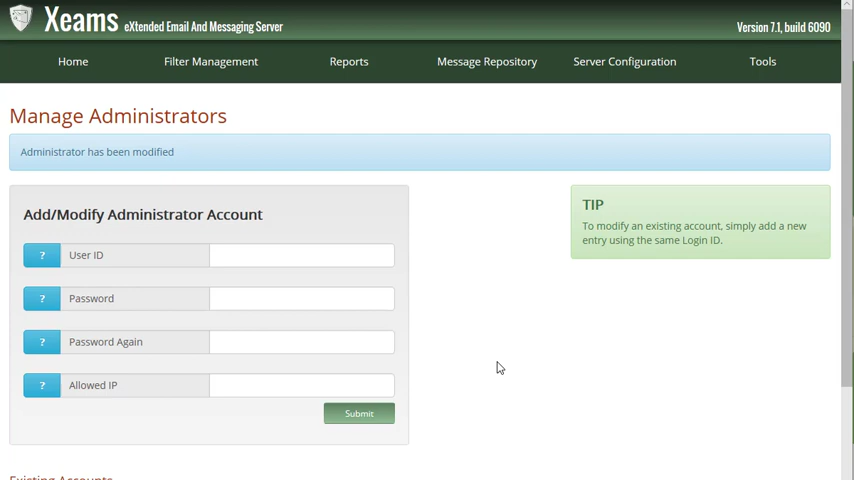 Xeams eXtended Email And Messaging Server
Version 7.1, build 6090
Home Filter Management Reports Message Repository Server Configuration Tools
Manage Administrators
Administrator has been modified
Add/Modify Administrator Account
? User ID
? Password
? Password Again
? Allowed IP
Submit
TIP
To modify an existing account, simply add a new
entry using the same Login ID.
Existing Accounts